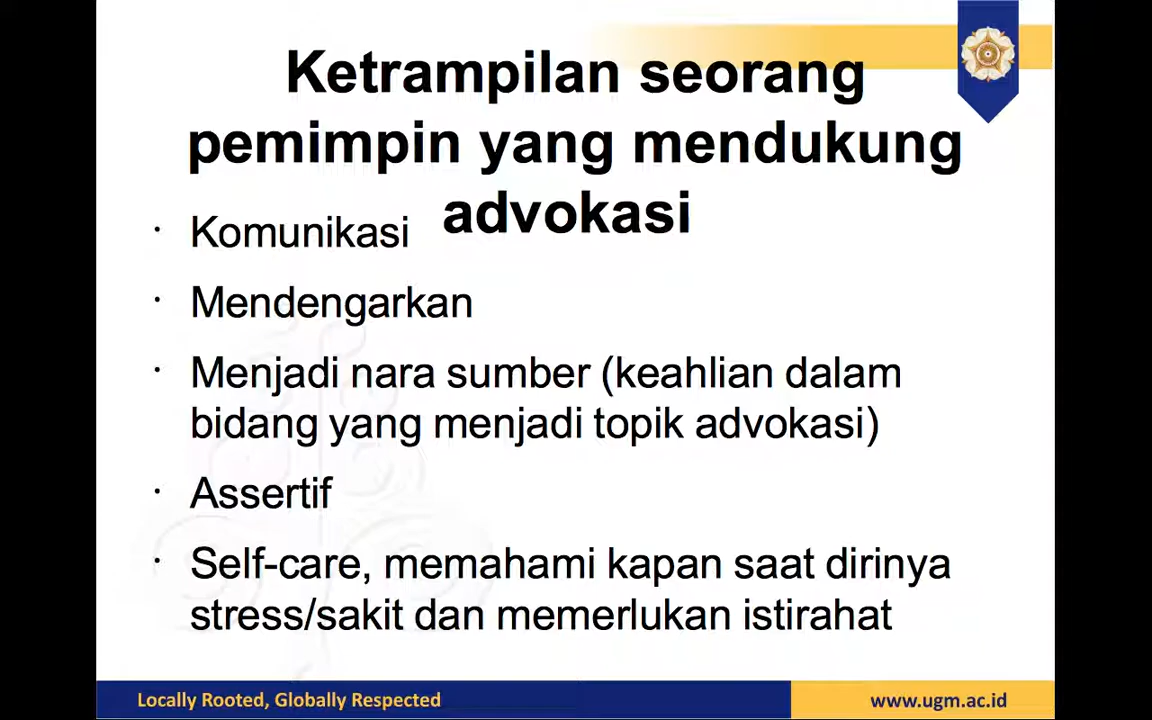 Ketrampilan seorang
pemimpin yang mendukung
advokasi
· Komunikasi
· Mendengarkan
· Menjadi nara sumber (keahlian dalam
bidang yang menjadi topik advokasi)
· Assertif
· Self-care, memahami kapan saat dirinya
stress/sakit dan memerlukan istirahat
Locally Rooted, Globally Respected
www.ugm.ac.id